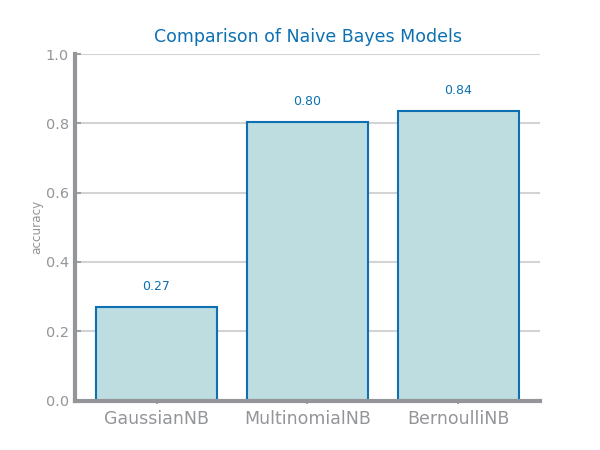 Comparison of Naive Bayes Models
1.0
0.8
0.6
0.4
0.2
0.0
accuracy
0.27
0.80
0.84
GaussianNB
MultinomialNB
BernoulliNB